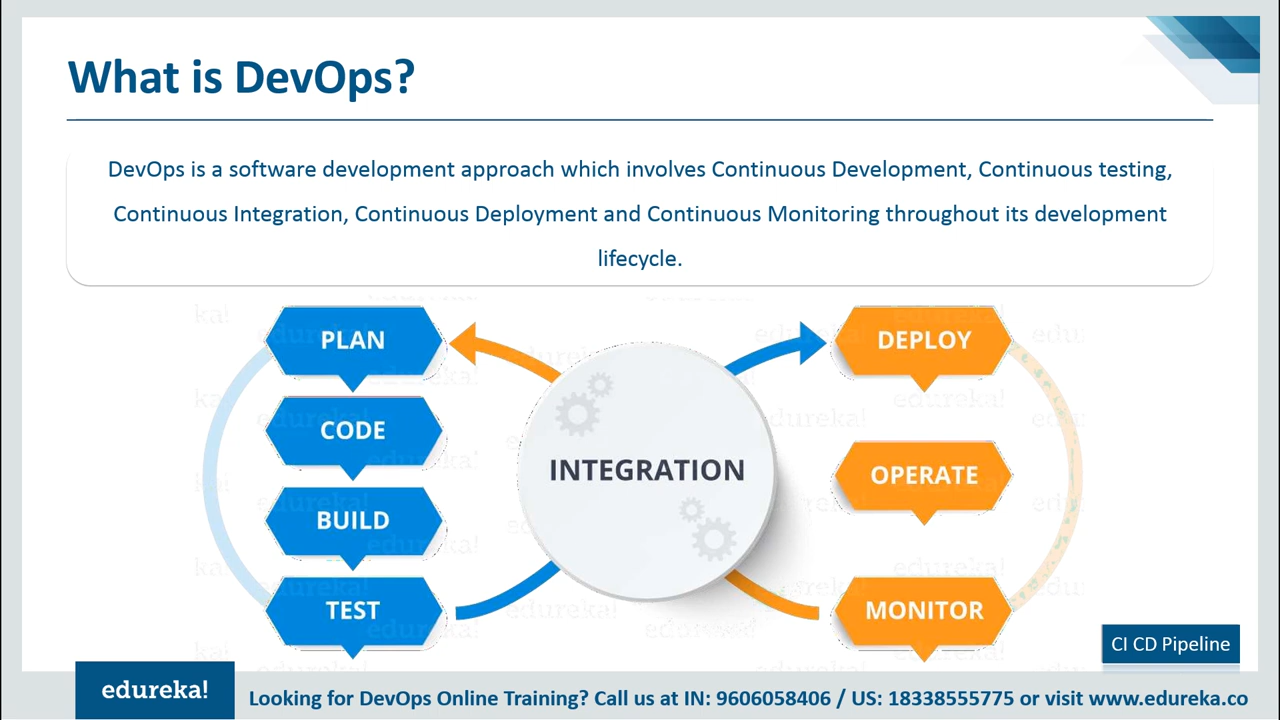 What is DevOps?
DevOps is a software development approach which involves Continuous Development, Continuous testing,
Continuous Integration, Continuous Deployment and Continuous Monitoring throughout its development
lifecycle.
PLAN
CODE
BUILD
TEST
INTEGRATION
DEPLOY
OPERATE
MONITOR
CI CD Pipeline
edureka!
Looking for DevOps Online Training? Call us at IN: 9606058406 / US: 18338555775 or visit www.edureka.co